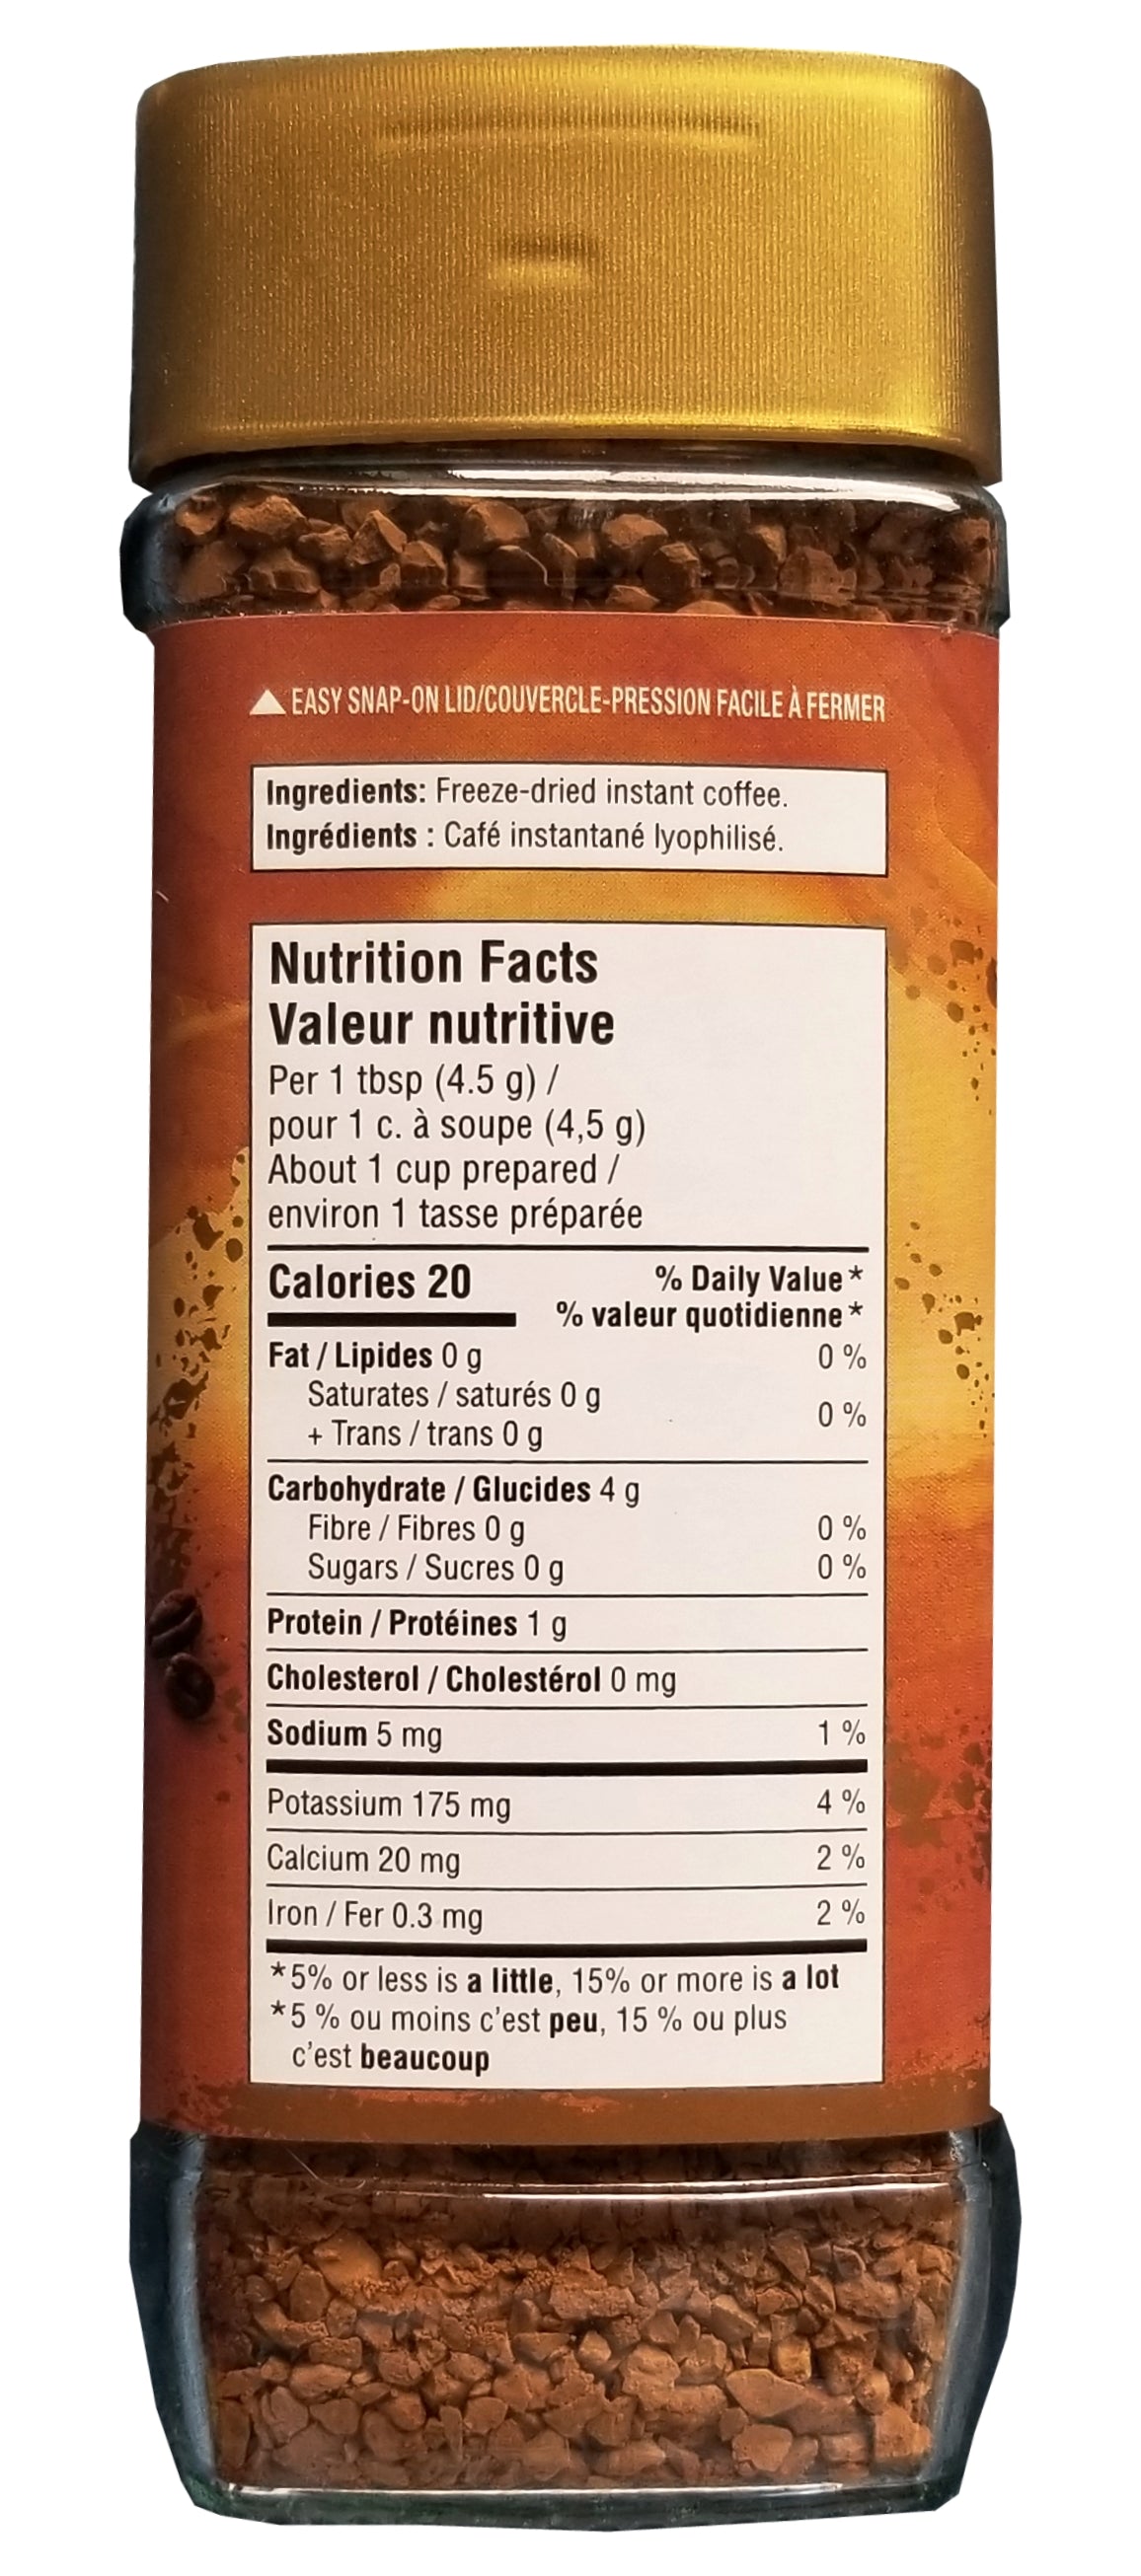 ▲ EASY SNAP-ON LID/COUVERCLE-PRESSION FACILE À FERMER
Ingredients: Freeze-dried instant coffee.
Ingrédients : Café instantané lyophilisé.
Nutrition Facts
Valeur nutritive
Per 1 tbsp (4.5 g) /
pour 1 c. à soupe (4,5 g)
About 1 cup prepared /
environ 1 tasse préparée
Calories 20 % Daily Value*
% valeur quotidienne*
Fat / Lipides 0 g 0 %
Saturates / saturés 0 g
+ Trans / trans 0 g 0 %
Carbohydrate / Glucides 4 g
Fibre / Fibres 0 g 0 %
Sugars / Sucres 0 g 0 %
Protein / Protéines 1 g
Cholesterol / Cholestérol 0 mg
Sodium 5 mg 1 %
Potassium 175 mg 4 %
Calcium 20 mg 2 %
Iron / Fer 0.3 mg 2 %
*5% or less is a little, 15% or more is a lot
*5 % ou moins c'est peu, 15 % ou plus
c'est beaucoup